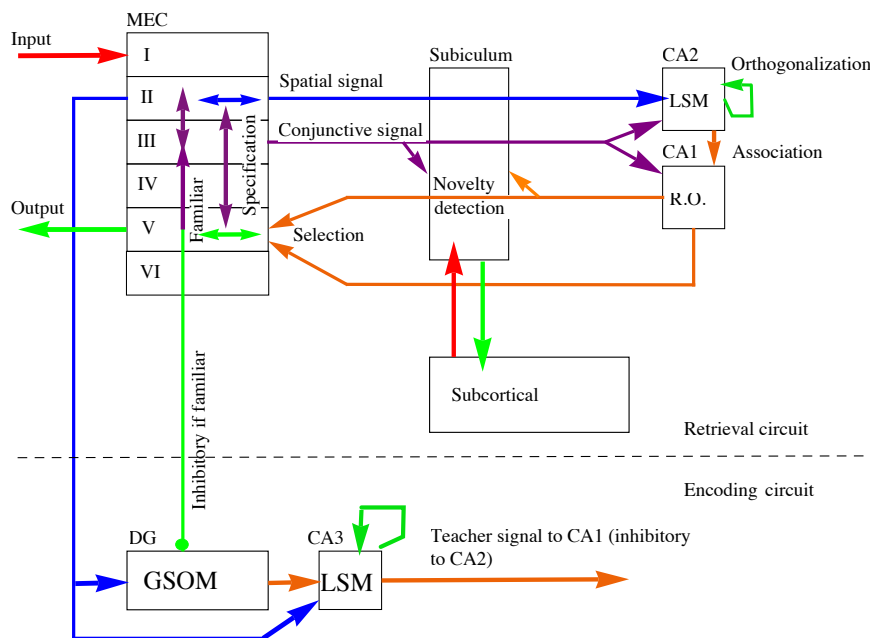 MEC
Input
I
Subiculum
CA2
Orthogonalization
II
Spatial signal
LSM
III
Conjunctive signal
CA1
Association
IV
Familiar
Specification
Novelty
detection
R.O.
Output
V
Selection
VI
Inhibitory if familiar
Subcortical
Retrieval circuit
Encoding circuit
DG
CA3
Teacher signal to CA1 (inhibitory
to CA2)
GSOM
LSM